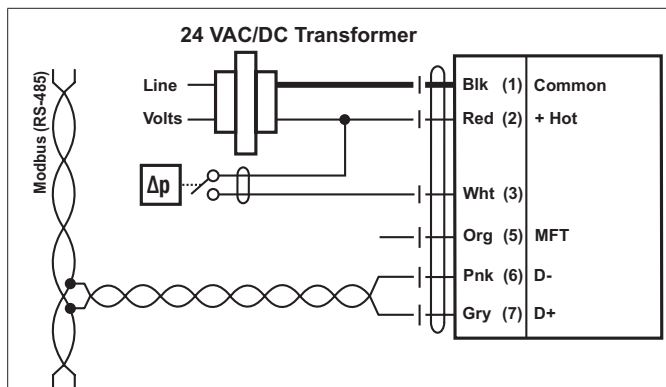 24 VAC/DC Transformer
Modbus (RS-485)
Line
Volts
Δp
Blk (1) Common
Red (2) + Hot
Wht (3)
Org (5) MFT
Pnk (6) D-
Gry (7) D+